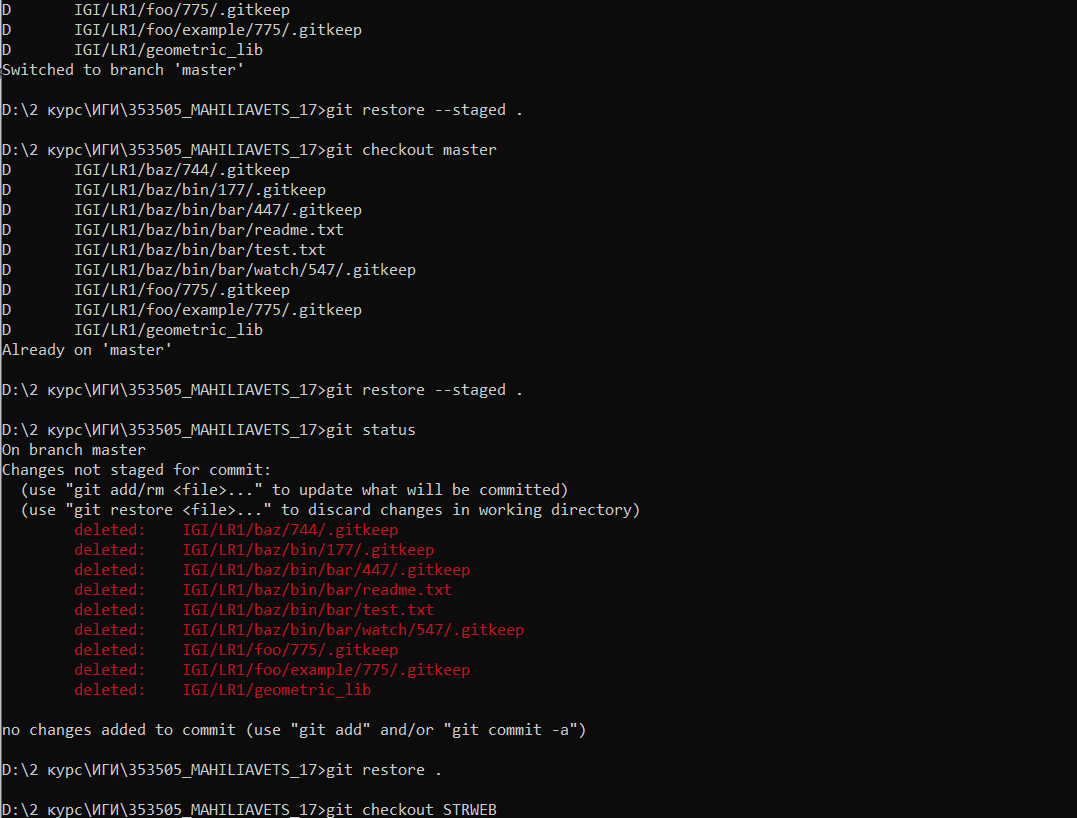 D       IGI/LR1/foo/775/.gitkeep
D       IGI/LR1/foo/example/775/.gitkeep
D       IGI/LR1/geometric_lib
Switched to branch 'master'
D:\2 курс\ИГИ\353505_MAHILIAVETS_17>git restore --staged .
D:\2 курс\ИГИ\353505_MAHILIAVETS_17>git checkout master
D       IGI/LR1/baz/744/.gitkeep
D       IGI/LR1/baz/bin/177/.gitkeep
D       IGI/LR1/baz/bin/bar/447/.gitkeep
D       IGI/LR1/baz/bin/bar/readme.txt
D       IGI/LR1/baz/bin/bar/test.txt
D       IGI/LR1/baz/bin/bar/watch/547/.gitkeep
D       IGI/LR1/foo/775/.gitkeep
D       IGI/LR1/foo/example/775/.gitkeep
D       IGI/LR1/geometric_lib
Already on 'master'
D:\2 курс\ИГИ\353505_MAHILIAVETS_17>git restore --staged .
D:\2 курс\ИГИ\353505_MAHILIAVETS_17>git status
On branch master
Changes not staged for commit:
  (use "git add/rm <file>..." to update what will be committed)
  (use "git restore <file>..." to discard changes in working directory)
        deleted:    IGI/LR1/baz/744/.gitkeep
        deleted:    IGI/LR1/baz/bin/177/.gitkeep
        deleted:    IGI/LR1/baz/bin/bar/447/.gitkeep
        deleted:    IGI/LR1/baz/bin/bar/readme.txt
        deleted:    IGI/LR1/baz/bin/bar/test.txt
        deleted:    IGI/LR1/baz/bin/bar/watch/547/.gitkeep
        deleted:    IGI/LR1/foo/775/.gitkeep
        deleted:    IGI/LR1/foo/example/775/.gitkeep
        deleted:    IGI/LR1/geometric_lib
no changes added to commit (use "git add" and/or "git commit -a")
D:\2 курс\ИГИ\353505_MAHILIAVETS_17>git restore .
D:\2 курс\ИГИ\353505_MAHILIAVETS_17>git checkout STRWEB